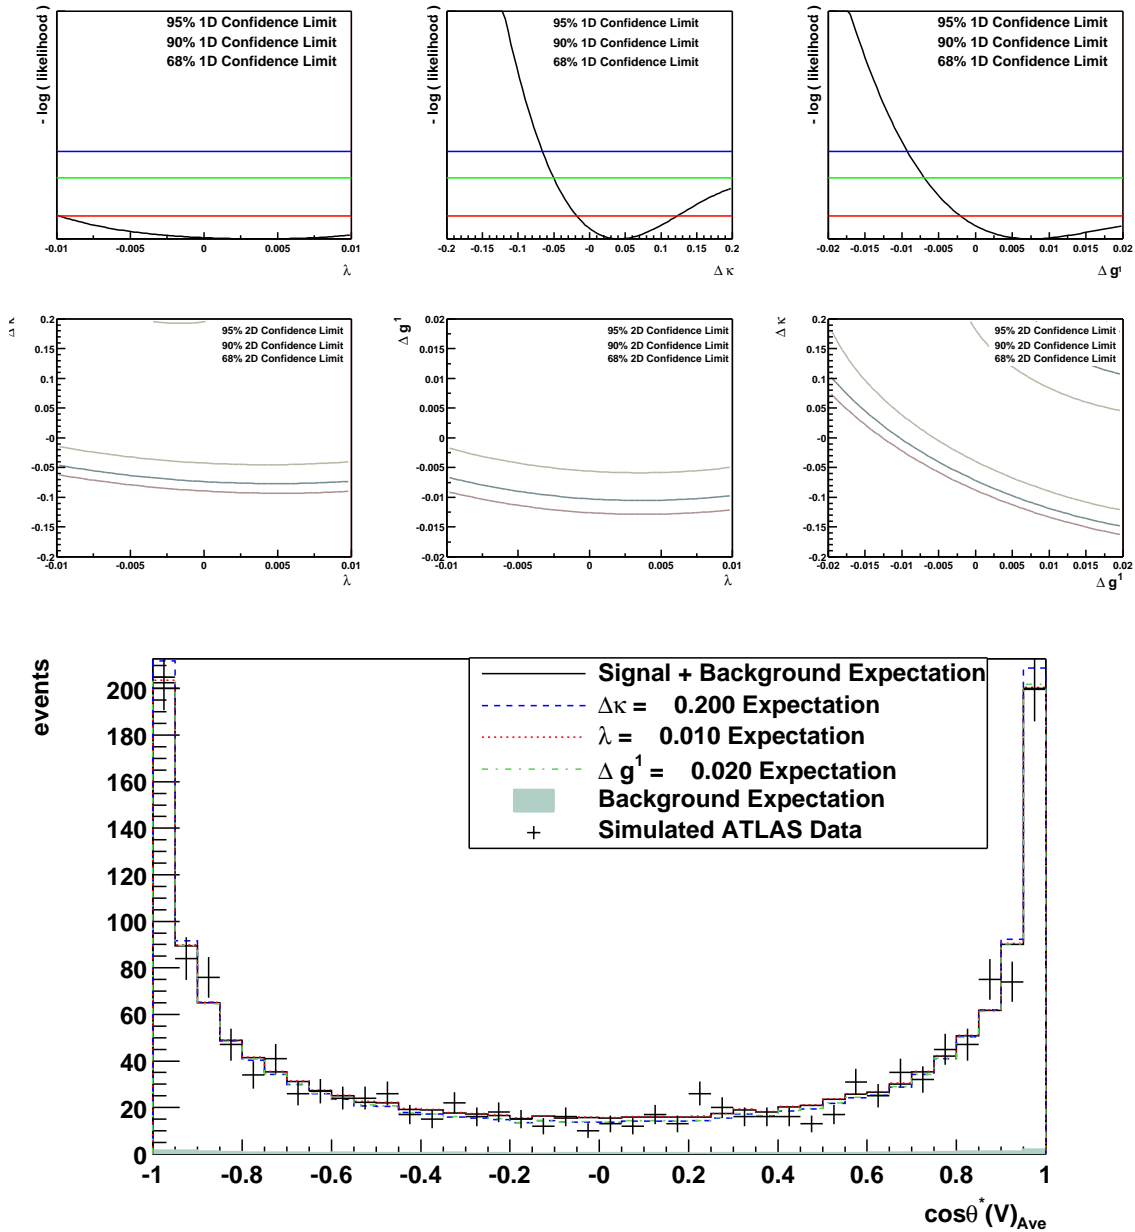 - log ( likelihood )
95% 1D Confidence Limit
90% 1D Confidence Limit
68% 1D Confidence Limit
-0.01 -0.005 0 0.005 0.01
λ
- log ( likelihood )
95% 1D Confidence Limit
90% 1D Confidence Limit
68% 1D Confidence Limit
-0.2 -0.15 -0.1 -0.05 -0 0.05 0.1 0.15 0.2
Δ κ
- log ( likelihood )
95% 1D Confidence Limit
90% 1D Confidence Limit
68% 1D Confidence Limit
-0.02 -0.015 -0.01 -0.005 0 0.005 0.01 0.015 0.02
Δ g¹
Δ κ
0.2
0.15
0.1
0.05
-0
-0.05
-0.1
-0.15
-0.2
95% 2D Confidence Limit
90% 2D Confidence Limit
68% 2D Confidence Limit
-0.01 -0.005 0 0.005 0.01
λ
Δ g¹
0.02
0.015
0.01
0.005
0
-0.005
-0.01
-0.015
-0.02
95% 2D Confidence Limit
90% 2D Confidence Limit
68% 2D Confidence Limit
-0.01 -0.005 0 0.005 0.01
λ
Δ κ
0.2
0.15
0.1
0.05
-0
-0.05
-0.1
-0.15
-0.2
95% 2D Confidence Limit
90% 2D Confidence Limit
68% 2D Confidence Limit
-0.02 -0.015 -0.01 -0.005 0 0.005 0.01 0.015 0.02
Δ g¹
events
200
180
160
140
120
100
80
60
40
20
0
Signal + Background Expectation
Δκ = 0.200 Expectation
λ = 0.010 Expectation
Δ g¹ = 0.020 Expectation
Background Expectation
Simulated ATLAS Data
-1 -0.8 -0.6 -0.4 -0.2 -0 0.2 0.4 0.6 0.8 1
cosθ*(V)Ave